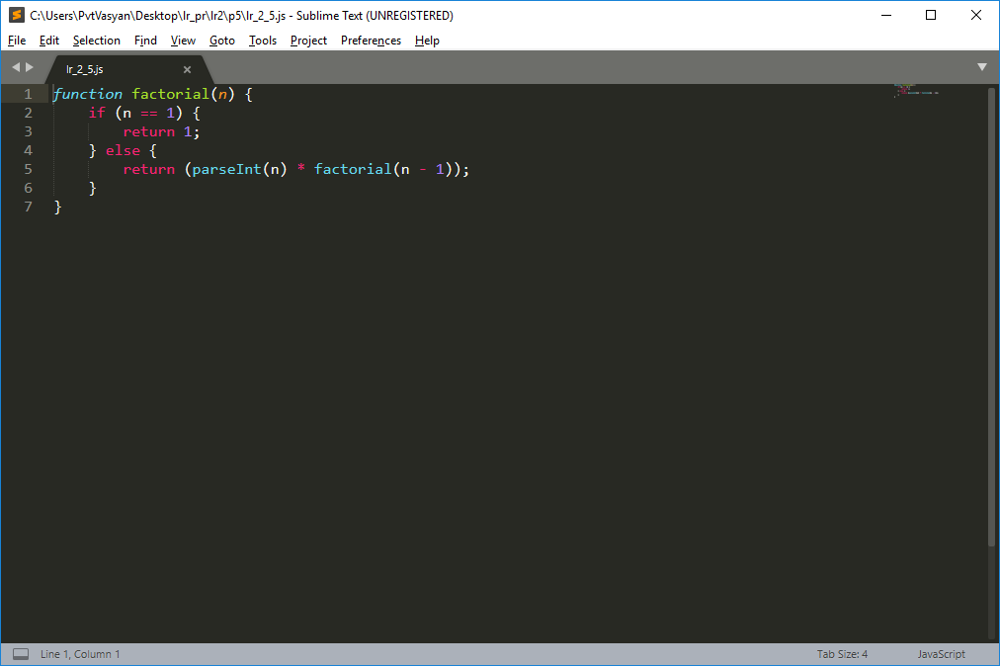 C:\Users\PvtVasyan\Desktop\lr_pr\lr2\p5\lr_2_5.js - Sublime Text (UNREGISTERED)
File Edit Selection Find View Goto Tools Project Preferences Help
lr_2_5.js
1 function factorial(n) {
2     if (n == 1) {
3         return 1;
4     } else {
5         return (parseInt(n) * factorial(n - 1));
6     }
7 }
Line 1, Column 1 Tab Size: 4 JavaScript